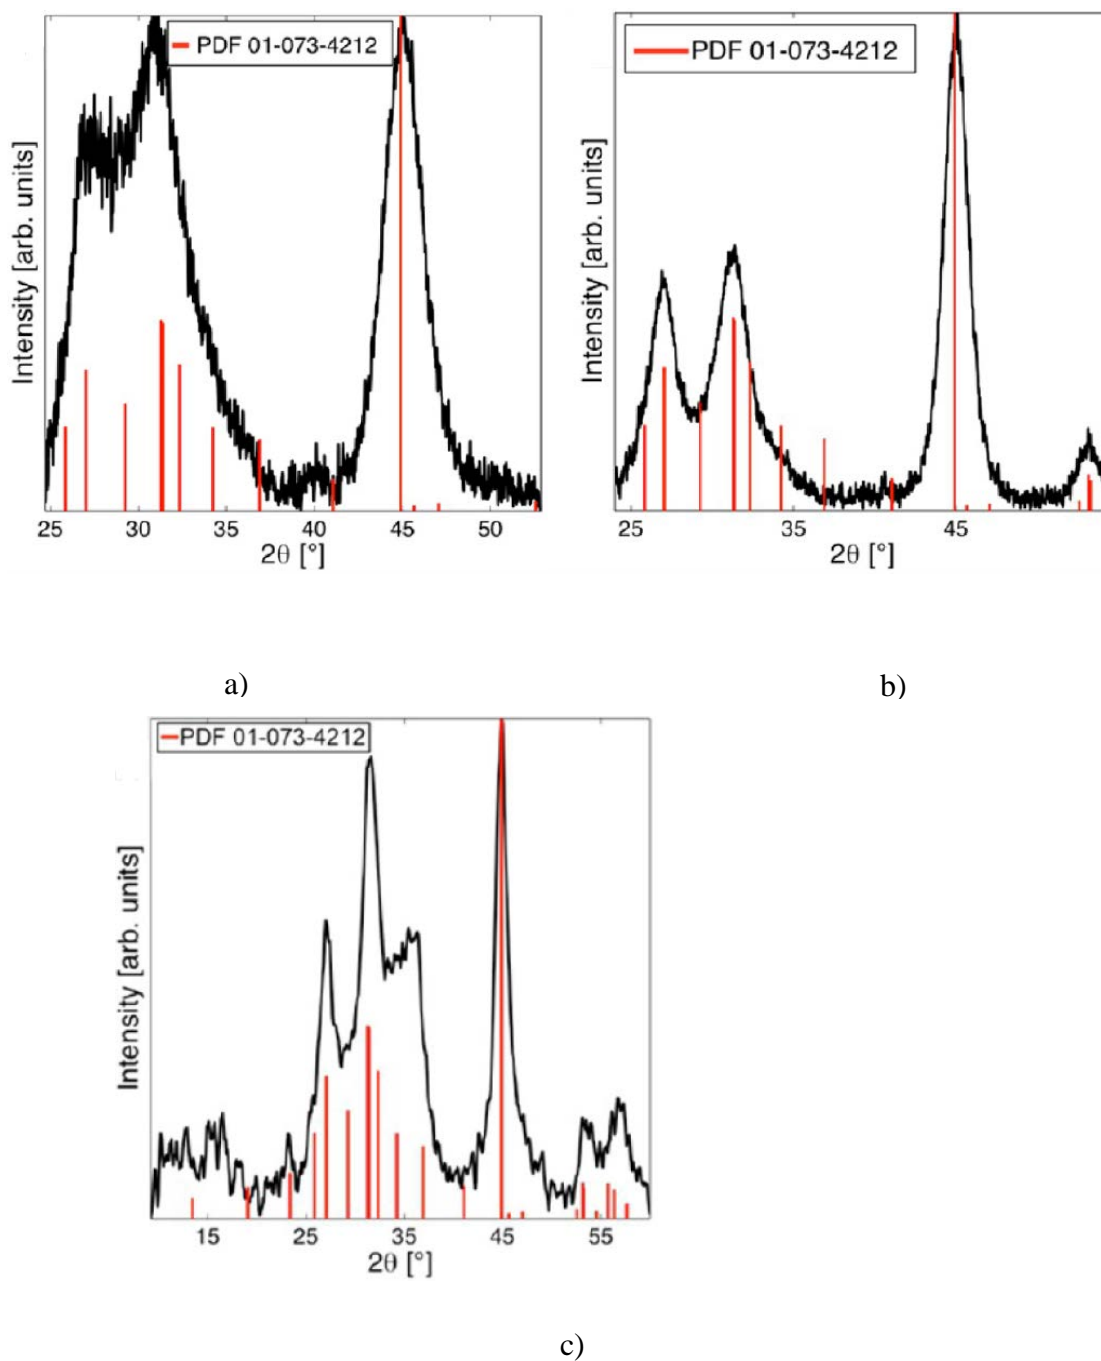 PDF 01-073-4212
Intensity [arb. units]
25 30 35 40 45 50
2θ [°]
a)
PDF 01-073-4212
Intensity [arb. units]
25 35 45
2θ [°]
b)
PDF 01-073-4212
Intensity [arb. units]
15 25 35 45 55
2θ [°]
c)